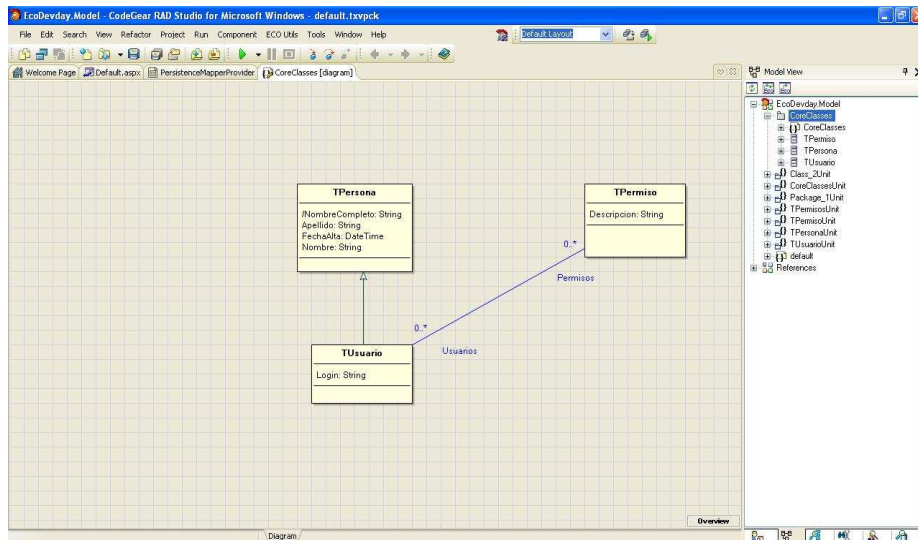 EcoDevday.Model - CodeGear RAD Studio for Microsoft Windows - default.txvpck
File Edit Search View Refactor Project Run Component ECO Utils Tools Window Help
Default Layout
Welcome Page Default.aspx PersistenceMapperProvider CoreClasses [diagram]
Model View
EcoDevday.Model
CoreClasses
CoreClasses
TPermiso
TPersona
TUsuario
Class_2Unit
CoreClassesUnit
Package_1Unit
TPermisosUnit
TPermisoUnit
TPersonaUnit
TUsuarioUnit
default
References
TPersona
/NombreCompleto: String
Apellido: String
FechaAlta: DateTime
Nombre: String
TPermiso
Descripcion: String
0..*
Permisos
0..*
Usuarios
TUsuario
Login: String
Overview
Diagram